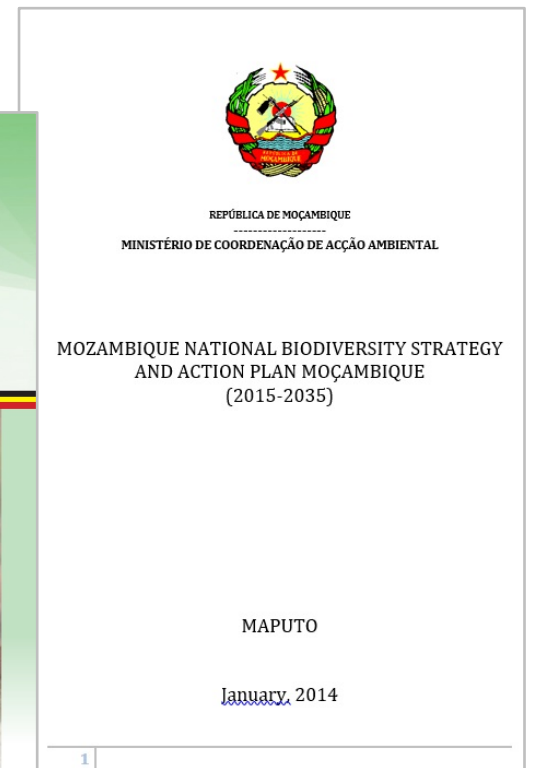 REPÚBLICA DE MOÇAMBIQUE
-------------------
MINISTÉRIO DE COORDENAÇÃO DE ACÇÃO AMBIENTAL
MOZAMBIQUE NATIONAL BIODIVERSITY STRATEGY
AND ACTION PLAN MOÇAMBIQUE
(2015-2035)
MAPUTO
January, 2014
1